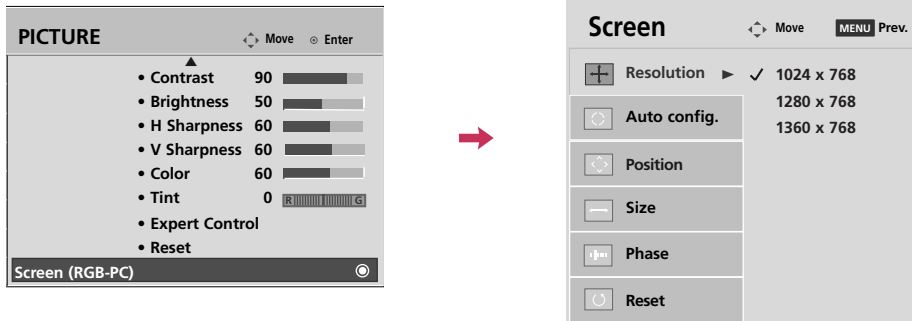 PICTURE Move Enter
• Contrast 90
• Brightness 50
• H Sharpness 60
• V Sharpness 60
• Color 60
• Tint 0 R G
• Expert Control
• Reset
Screen (RGB-PC)
Screen Move MENU Prev.
Resolution ► ✓ 1024 x 768
1280 x 768
1360 x 768
Auto config.
Position
Size
Phase
Reset